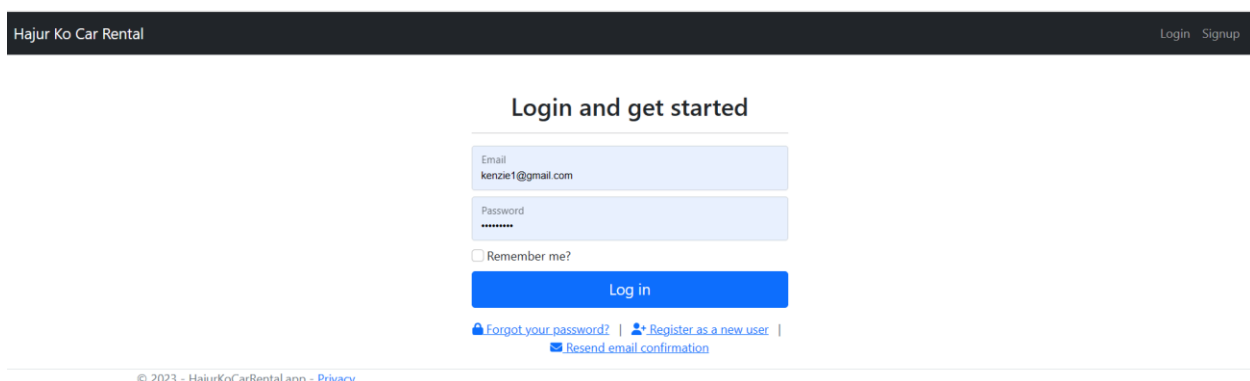 Hajur Ko Car Rental Login Signup
Login and get started
Email
kenzie1@gmail.com
Password
•••••••••
Remember me?
Log in
Forgot your password? | Register as a new user |
Resend email confirmation
© 2023 - HajurKoCarRental.app - Privacy